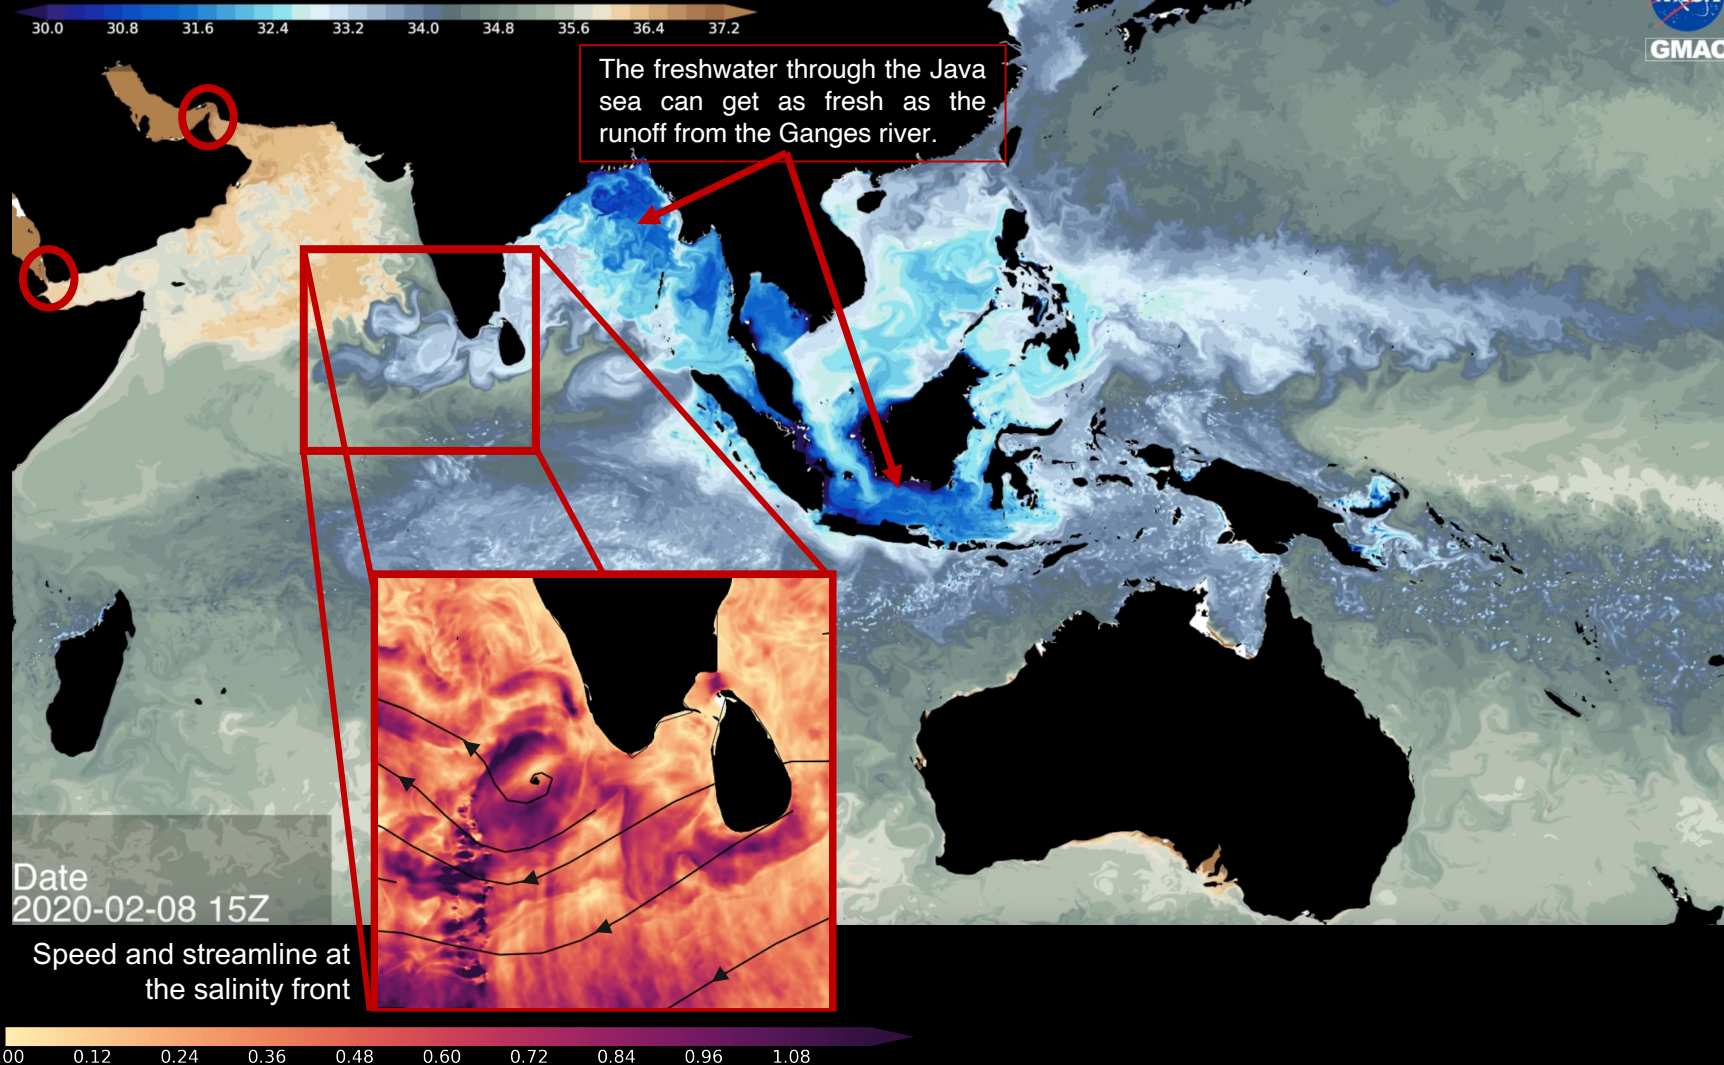 30.0 30.8 31.6 32.4 33.2 34.0 34.8 35.6 36.4 37.2
GMAO
The freshwater through the Java
sea can get as fresh as the
runoff from the Ganges river.
Date
2020-02-08 15Z
Speed and streamline at
the salinity front
00 0.12 0.24 0.36 0.48 0.60 0.72 0.84 0.96 1.08